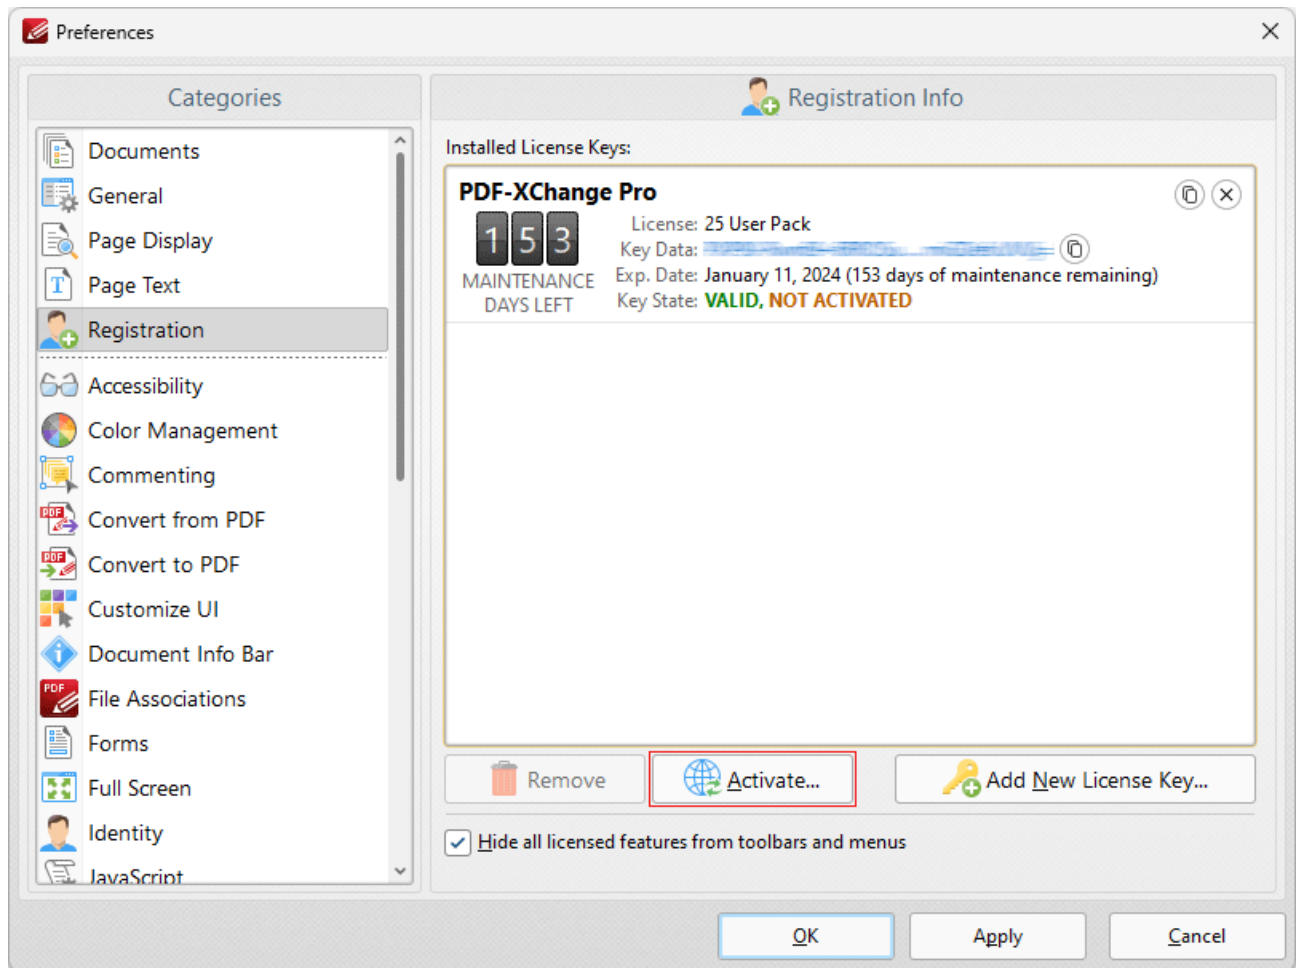 Preferences
Categories
Documents
General
Page Display
Page Text
Registration
Accessibility
Color Management
Commenting
Convert from PDF
Convert to PDF
Customize UI
Document Info Bar
File Associations
Forms
Full Screen
Identity
JavaScript
Registration Info
Installed License Keys:
PDF-XChange Pro
153
MAINTENANCE
DAYS LEFT
License: 25 User Pack
Key Data:
Exp. Date: January 11, 2024 (153 days of maintenance remaining)
Key State: VALID, NOT ACTIVATED
Remove
Activate...
Add New License Key...
Hide all licensed features from toolbars and menus
OK
Apply
Cancel